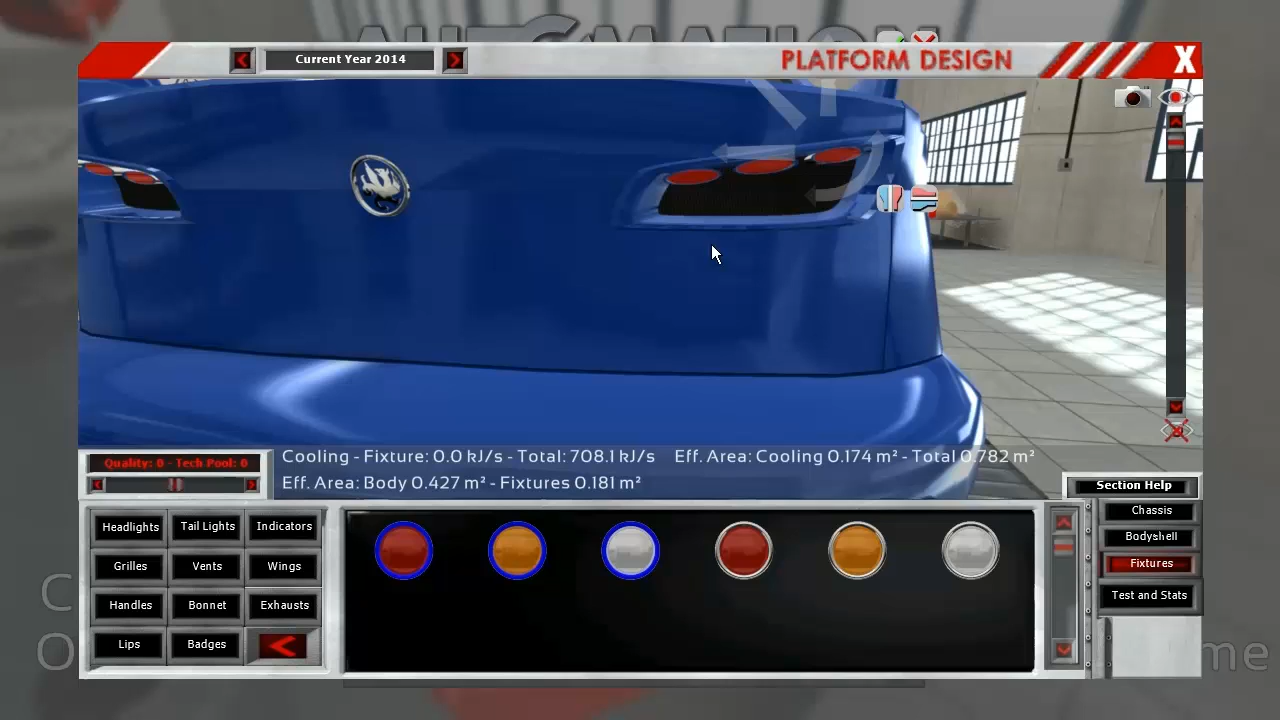 AUTOMATION
Current Year 2014
PLATFORM DESIGN
X
Quality: 0 - Tech Pool: 0
Cooling - Fixture: 0.0 kJ/s - Total: 708.1 kJ/s Eff. Area: Cooling 0.174 m² - Total 0.782 m²
Eff. Area: Body 0.427 m² - Fixtures 0.181 m²
Section Help
Headlights Tail Lights Indicators
Grilles Vents Wings
Handles Bonnet Exhausts
Lips Badges
Chassis
Bodyshell
Fixtures
Test and Stats